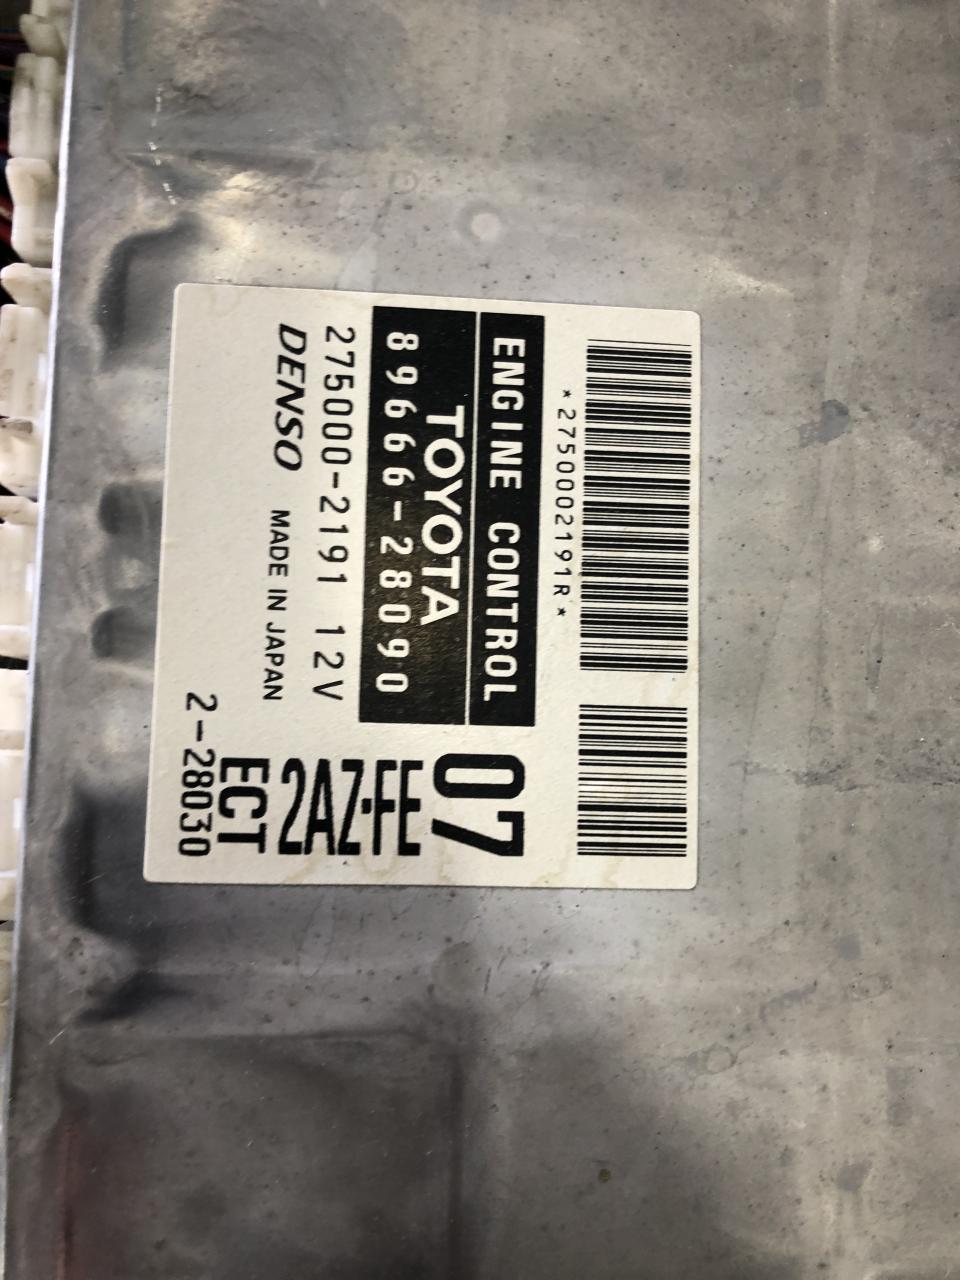 *2750002191R*
ENGINE CONTROL
TOYOTA
89666-28090
275000-2191 12V
DENSO MADE IN JAPAN
07
2AZ-FE
ECT
2-28030